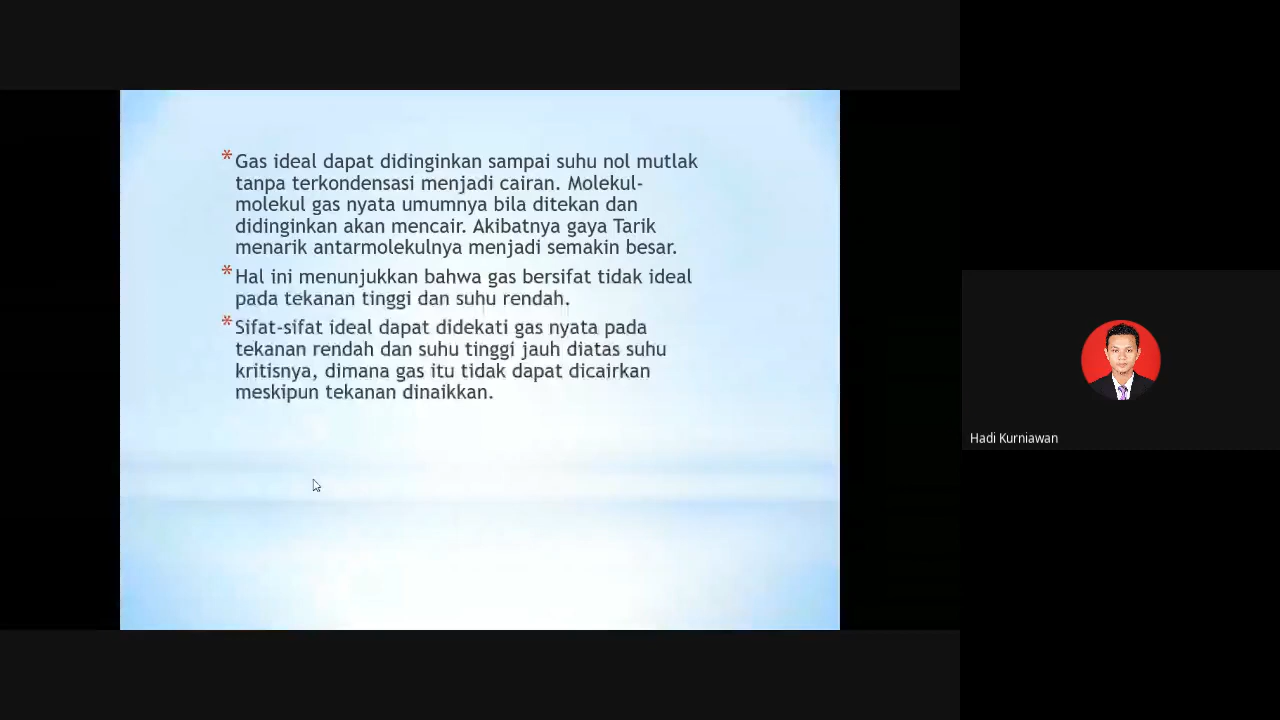 * Gas ideal dapat didinginkan sampai suhu nol mutlak
tanpa terkondensasi menjadi cairan. Molekul-
molekul gas nyata umumnya bila ditekan dan
didinginkan akan mencair. Akibatnya gaya Tarik
menarik antarmolekulnya menjadi semakin besar.
* Hal ini menunjukkan bahwa gas bersifat tidak ideal
pada tekanan tinggi dan suhu rendah.
* Sifat-sifat ideal dapat didekati gas nyata pada
tekanan rendah dan suhu tinggi jauh diatas suhu
kritisnya, dimana gas itu tidak dapat dicairkan
meskipun tekanan dinaikkan.
Hadi Kurniawan